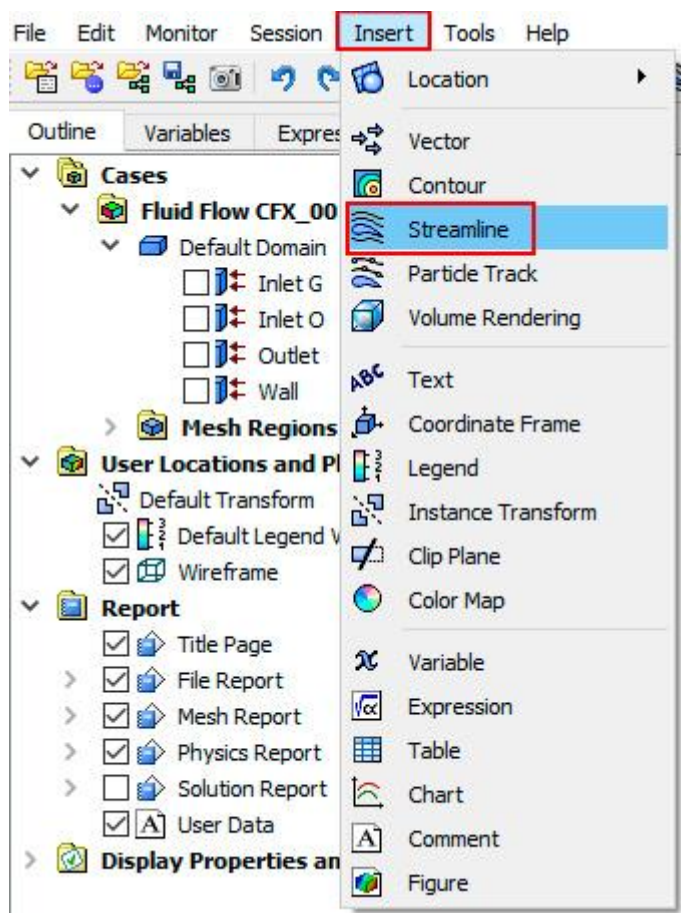 File Edit Monitor Session Insert Tools Help
Outline Variables
Cases
Fluid Flow CFX_00
Default Domain
Inlet G
Inlet O
Outlet
Wall
Mesh Regions
User Locations and
Default Transform
Default Legend
Wireframe
Report
Title Page
File Report
Mesh Report
Physics Report
Solution Report
User Data
Display Properties
Location
Vector
Contour
Streamline
Particle Track
Volume Rendering
ABC Text
Coordinate Frame
Legend
Instance Transform
Clip Plane
Color Map
Variable
Expression
Table
Chart
A Comment
Figure